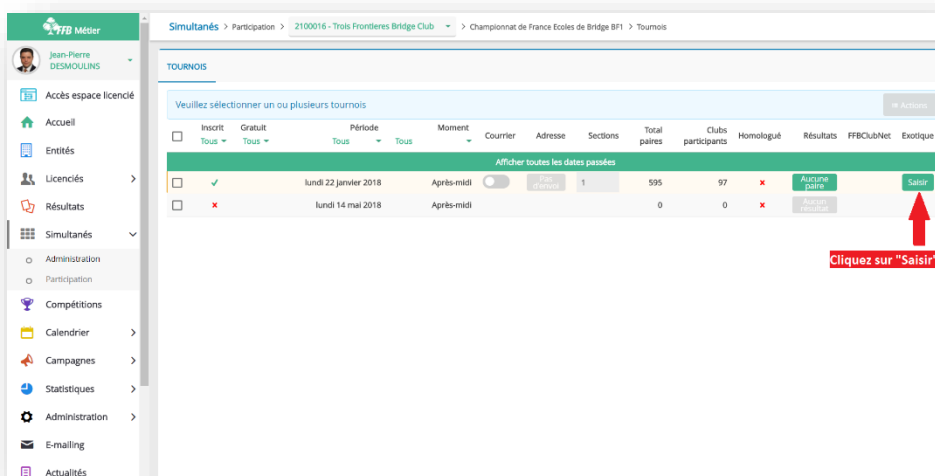 FFB Métier
Simultanés > Participation > 2100016 - Trois Frontieres Bridge Club > Championnat de France Ecoles de Bridge BF1 > Tournois
Jean-Pierre
DESMOULINS
TOURNOIS
Accès espace licencié
Accueil
Entités
Licenciés
Résultats
Simultanés
Administration
Participation
Compétitions
Calendrier
Campagnes
Statistiques
Administration
E-mailing
Actualités
Veuillez sélectionner un ou plusieurs tournois
Actions
Inscrit Gratuit Période Moment Courrier Adresse Sections Total paires Clubs participants Homologué Résultats FFBClubNet Exotique
Tous Tous Tous Tous
Afficher toutes les dates passées
lundi 22 janvier 2018 Après-midi Pas d'envoi 1 595 97 x Aucune paire Saisir
x lundi 14 mai 2018 Après-midi 0 0 x Aucun résultat
Cliquez sur "Saisir"